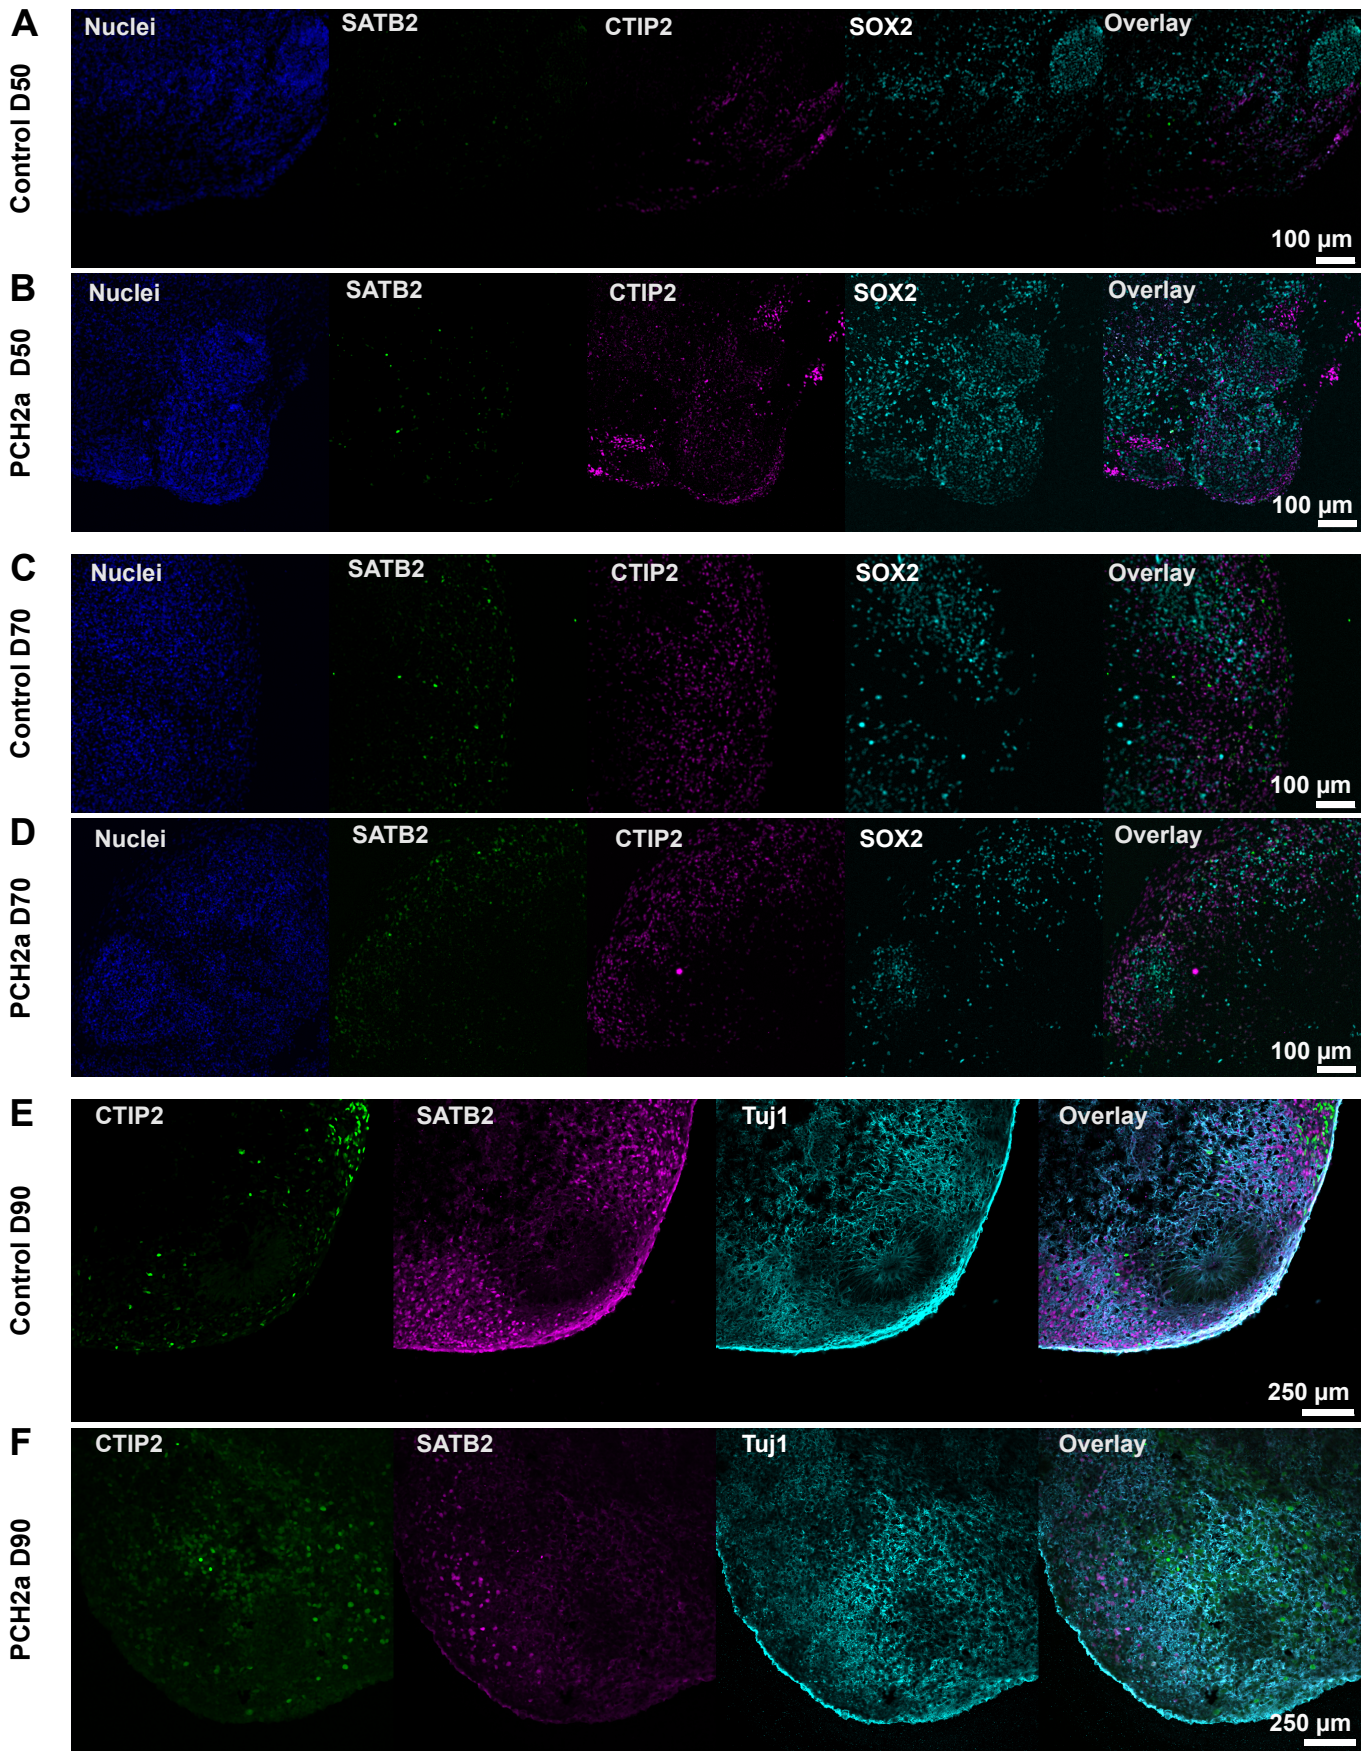 A
Control D50
Nuclei
SATB2
CTIP2
SOX2
Overlay
100 µm
B
PCH2a D50
Nuclei
SATB2
CTIP2
SOX2
Overlay
100 µm
C
Control D70
Nuclei
SATB2
CTIP2
SOX2
Overlay
100 µm
D
PCH2a D70
Nuclei
SATB2
CTIP2
SOX2
Overlay
100 µm
E
Control D90
CTIP2
SATB2
Tuj1
Overlay
250 µm
F
PCH2a D90
CTIP2
SATB2
Tuj1
Overlay
250 µm